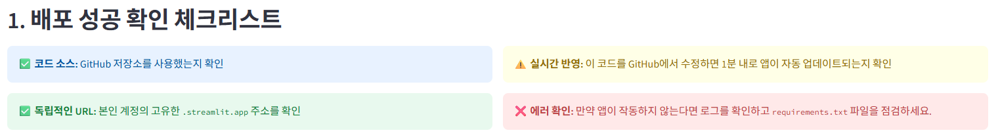 1. 배포 성공 확인 체크리스트
✅ 코드 소스: GitHub 저장소를 사용했는지 확인
⚠️ 실시간 반영: 이 코드를 GitHub에서 수정하면 1분 내로 앱이 자동 업데이트되는지 확인
✅ 독립적인 URL: 본인 계정의 고유한 .streamlit.app 주소를 확인
❌ 에러 확인: 만약 앱이 작동하지 않는다면 로그를 확인하고 requirements.txt 파일을 점검하세요.